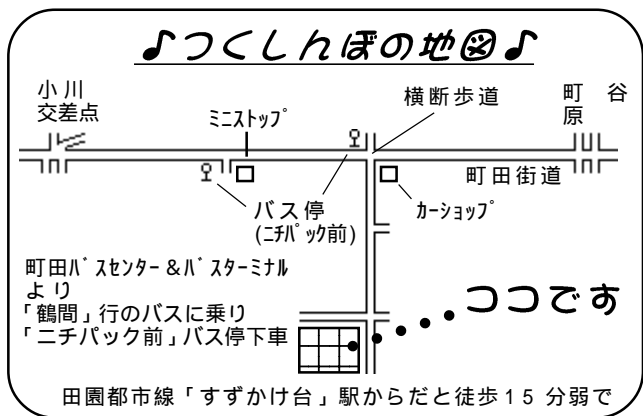 ♪つくしんぼの地図♪
小川
交差点
ミニストップ
横断歩道
町 谷
原
町田街道
バス停
(ニチパック前)
カーショップ
町田バスセンター&バスターミナル
より
「鶴間」行のバスに乗り
「ニチパック前」バス停下車
ココです
田園都市線「すずかけ台」駅からだと徒歩15 分弱で